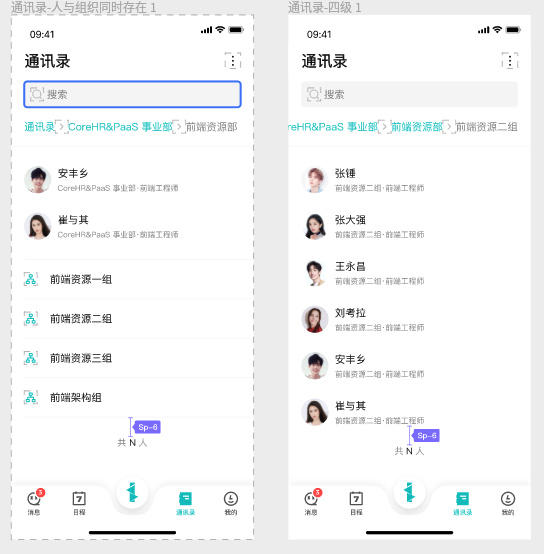 通讯录-人与组织同时存在 1
09:41
通讯录
搜索
通讯录 CoreHR&PaaS 事业部 前端资源部
安丰乡
CoreHR&PaaS 事业部·前端工程师
崔与其
CoreHR&PaaS 事业部·前端工程师
前端资源一组
前端资源二组
前端资源三组
前端架构组
Sp-6
共 N 人
3
消息
7
日程
通讯录
我的
通讯录-四级 1
09:41
通讯录
搜索
reHR&PaaS 事业部 前端资源部 前端资源二组
张锺
前端资源二组·前端工程师
张大强
前端资源二组·前端工程师
王永昌
前端资源二组·前端工程师
刘考拉
前端资源二组·前端工程师
安丰乡
前端资源二组·前端工程师
崔与其
前端资源二组·前端工程师
Sp-6
共 N 人
3
消息
7
日程
通讯录
我的